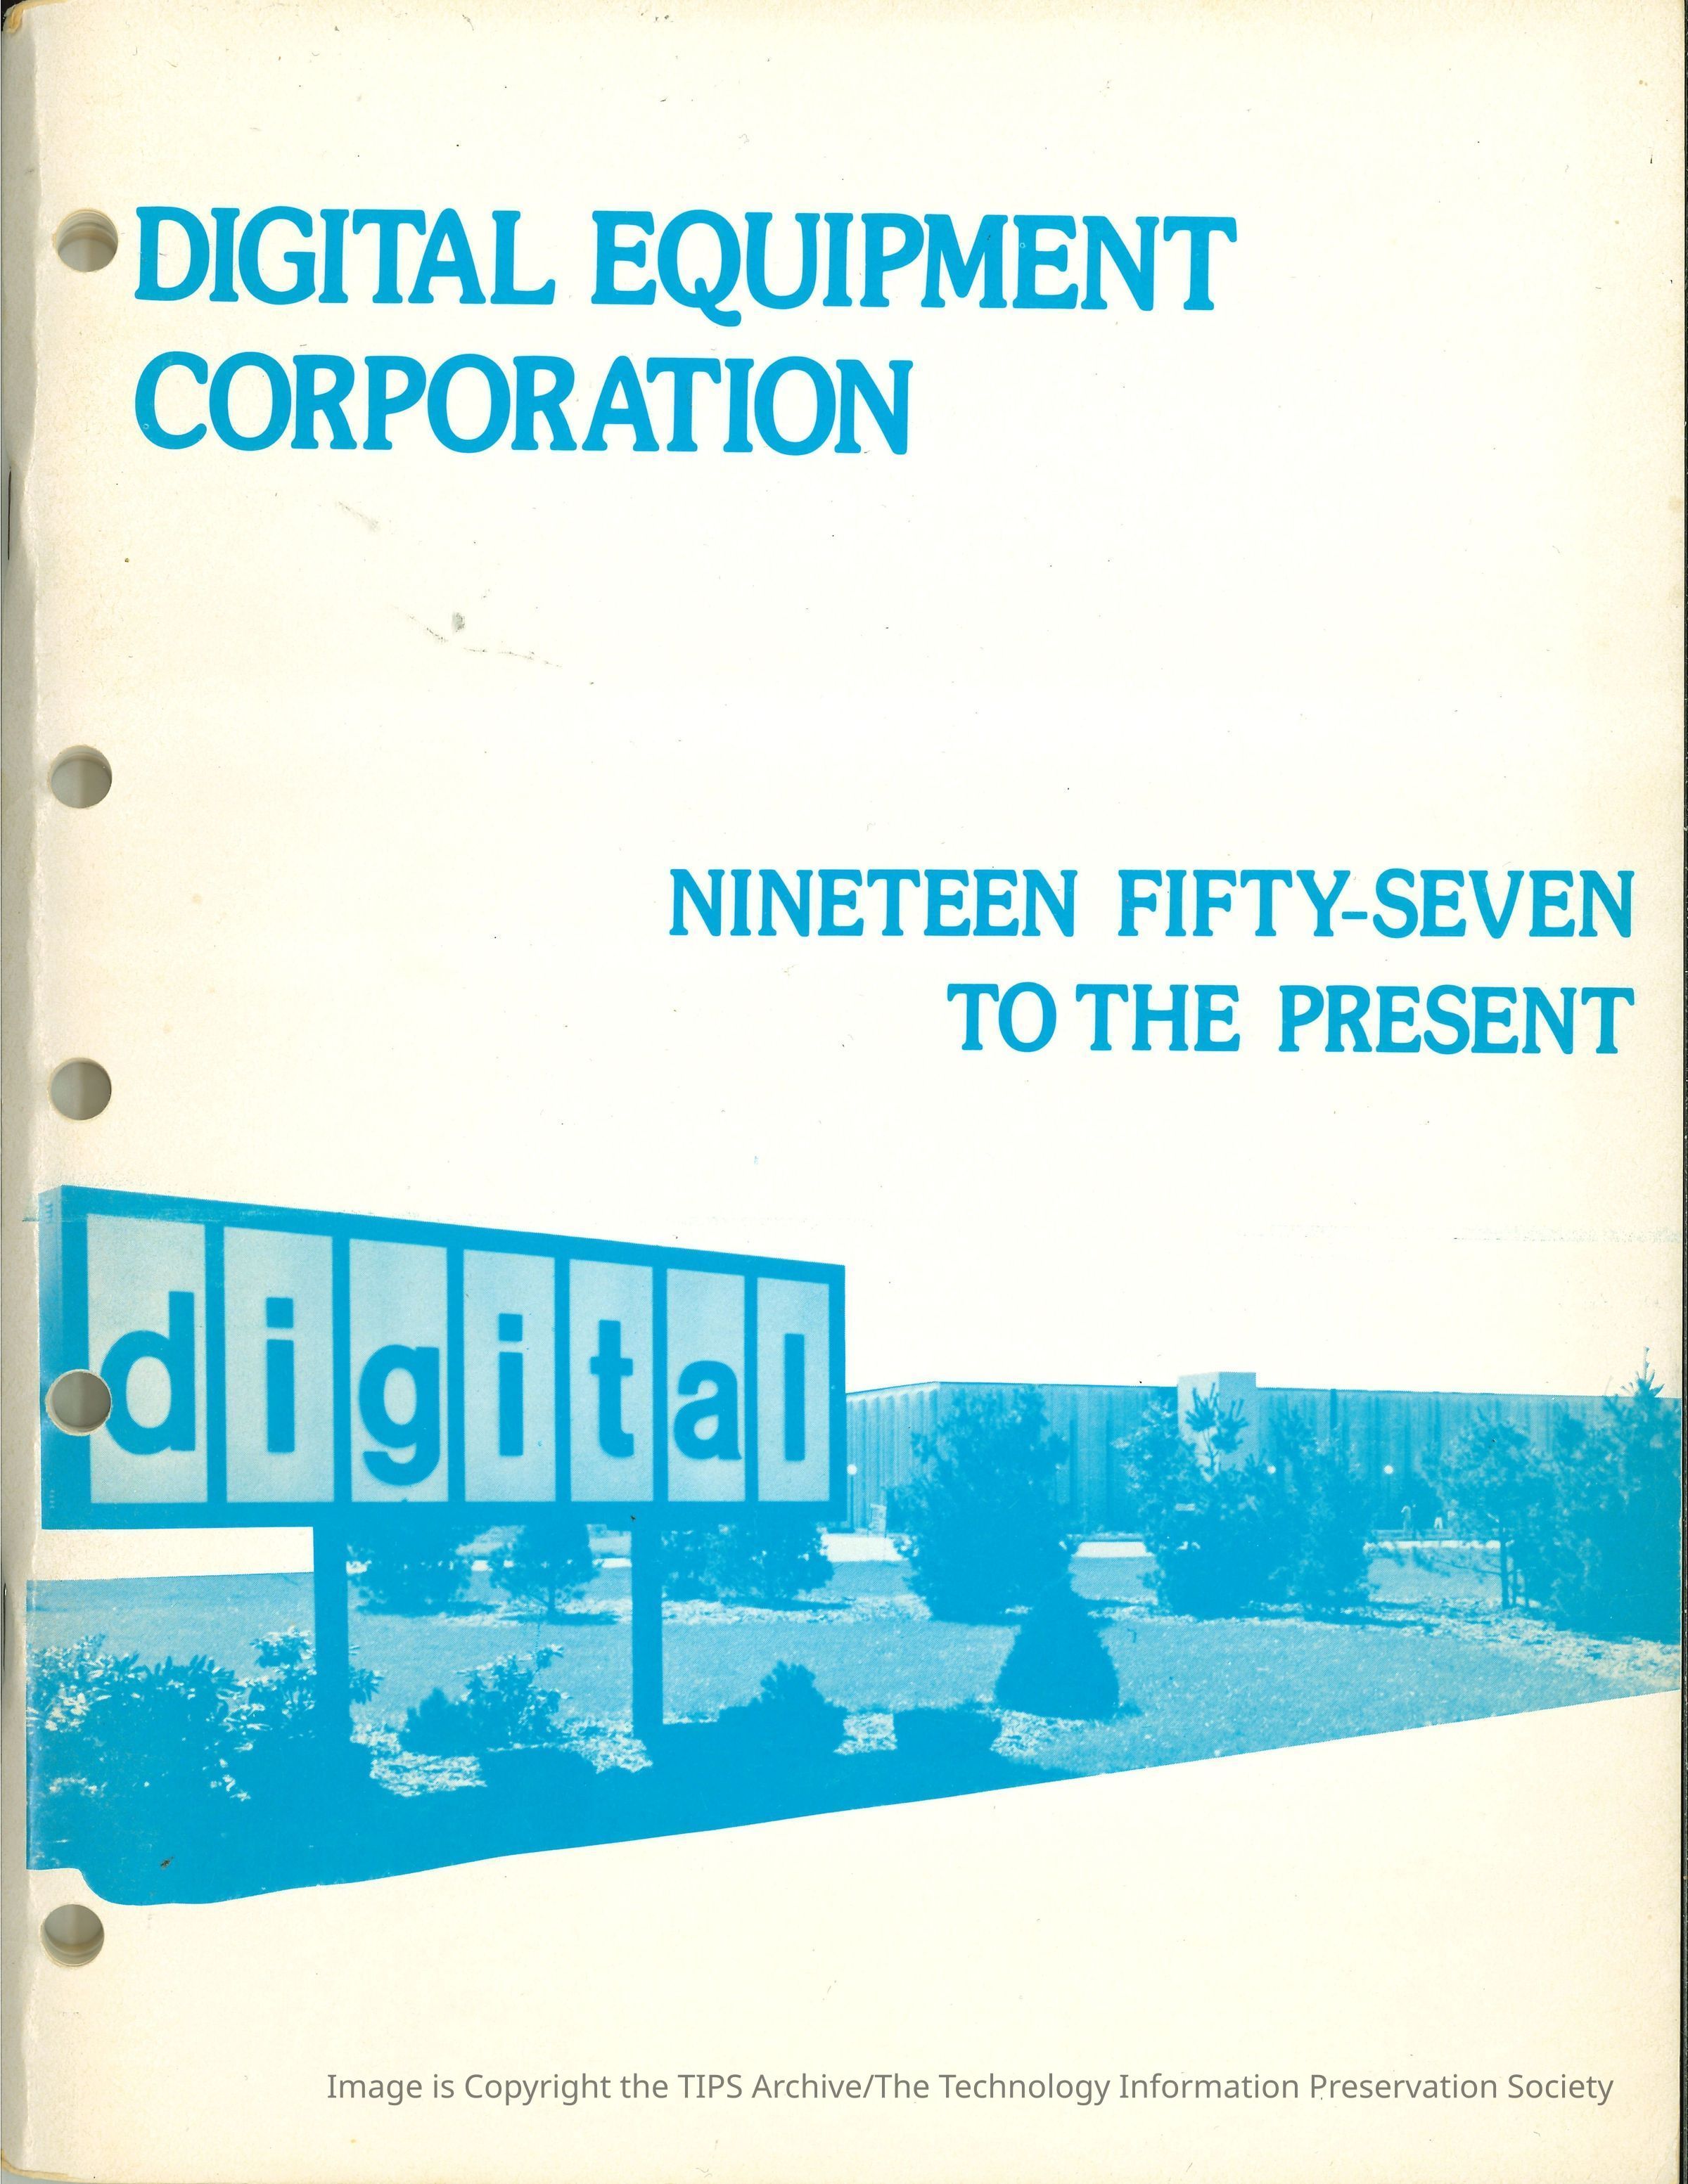 DIGITAL EQUIPMENT
CORPORATION
NINETEEN FIFTY-SEVEN
TO THE PRESENT
digital
Image is Copyright the TIPS Archive/The Technology Information Preservation Society